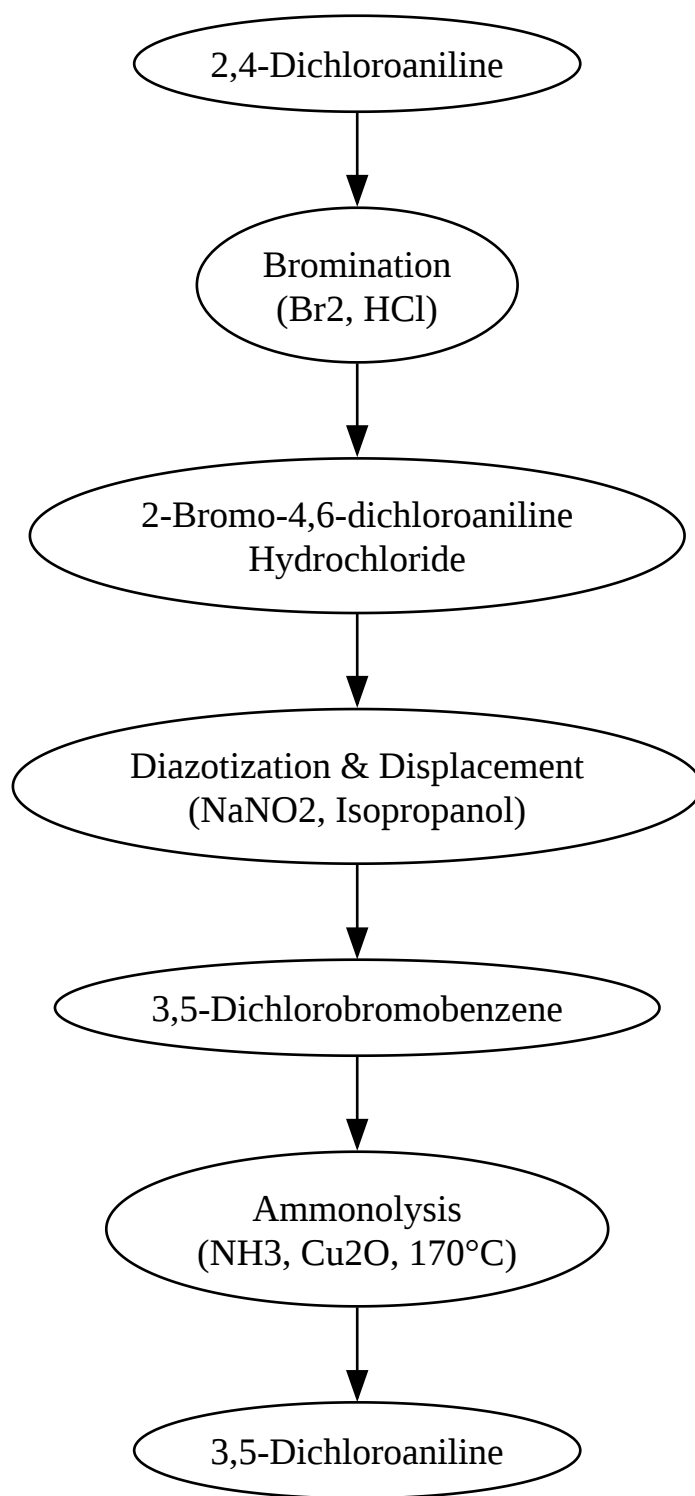 2,4-Dichloroaniline
Bromination
(Br2, HCl)
2-Bromo-4,6-dichloroaniline
Hydrochloride
Diazotization & Displacement
(NaNO2, Isopropanol)
3,5-Dichlorobromobenzene
Ammonolysis
(NH3, Cu2O, 170°C)
3,5-Dichloroaniline